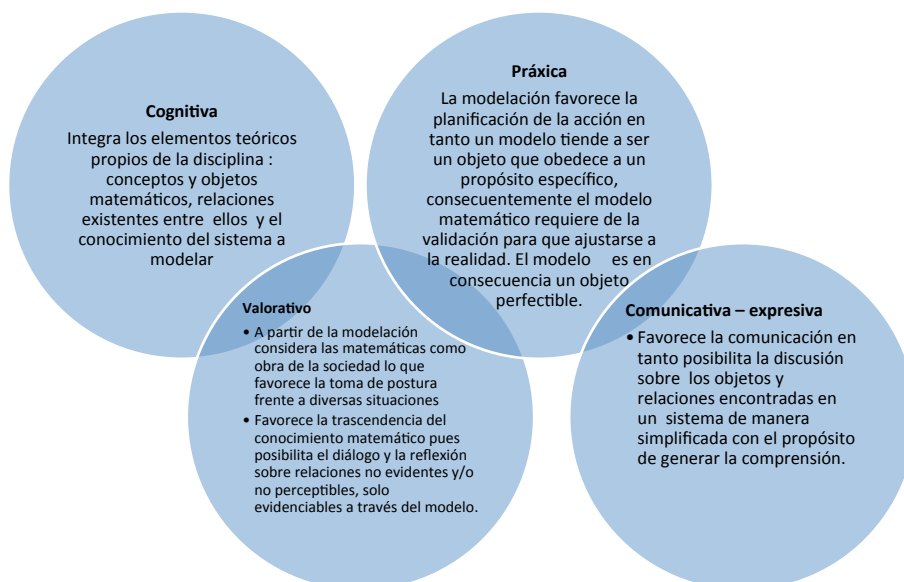 Cognitiva
Integra los elementos teóricos
propios de la disciplina :
conceptos y objetos
matemáticos, relaciones
existentes entre ellos y el
conocimiento del sistema a
modelar
Práxica
La modelación favorece la
planificación de la acción en
tanto un modelo tiende a ser
un objeto que obedece a un
propósito específico,
consecuentemente el modelo
matemático requiere de la
validación para que ajustarse a
la realidad. El modelo es en
consecuencia un objeto
perfectible.
Valorativo
• A partir de la modelación
considera las matemáticas como
obra de la sociedad lo que
favorece la toma de postura
frente a diversas situaciones
• Favorece la trascendencia del
conocimiento matemático pues
posibilita el diálogo y la reflexión
sobre relaciones no evidentes y/o
no perceptibles, solo
evidenciables a través del modelo.
Comunicativa – expresiva
• Favorece la comunicación en
tanto posibilita la discusión
sobre los objetos y
relaciones encontradas en
un sistema de manera
simplificada con el propósito
de generar la comprensión.